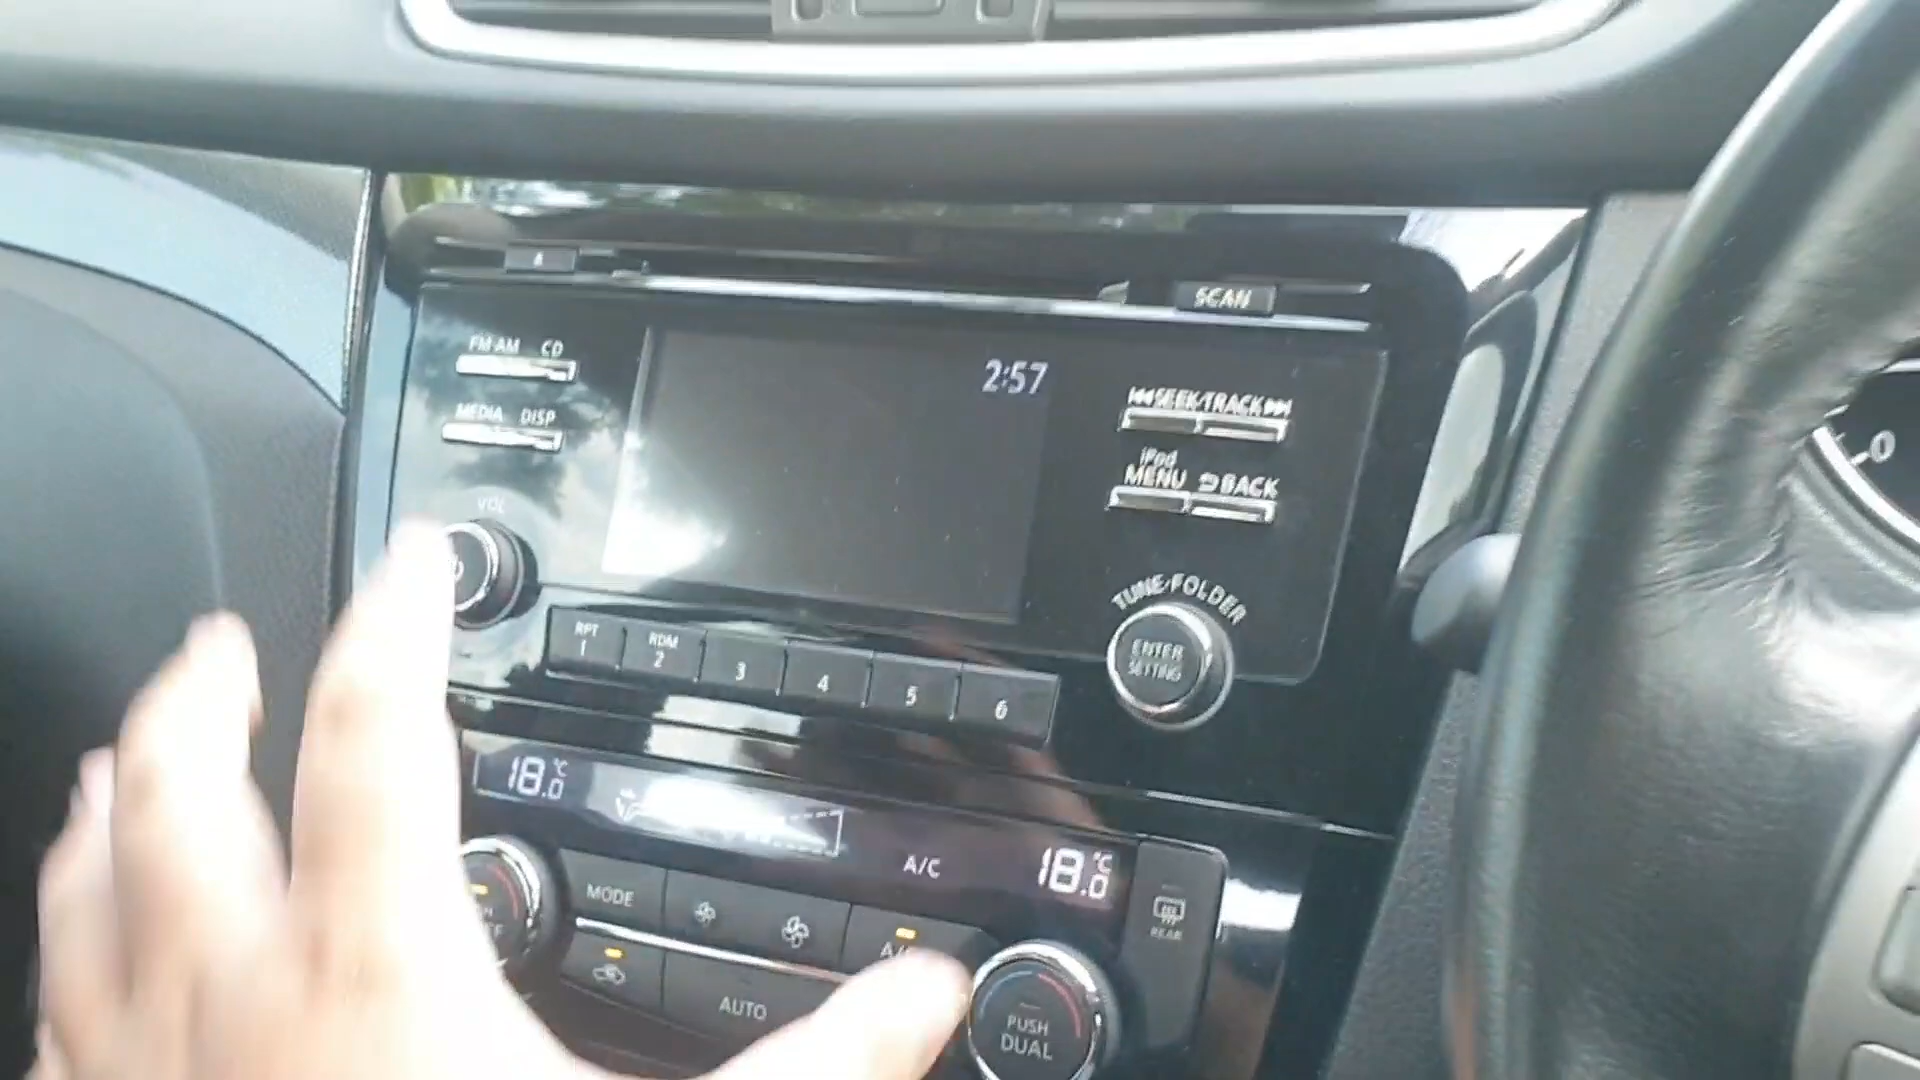 SCAN
FM·AM CD
2:57
SEEK/TRACK
MEDIA DISP
iPod
MENU BACK
VOL
TUNE·FOLDER
ENTER
SETTING
RPT
1
RDM
2
3
4
5
6
18.0 °C
A/C
18.0 °C
MODE
REAR
AUTO
PUSH
DUAL
0